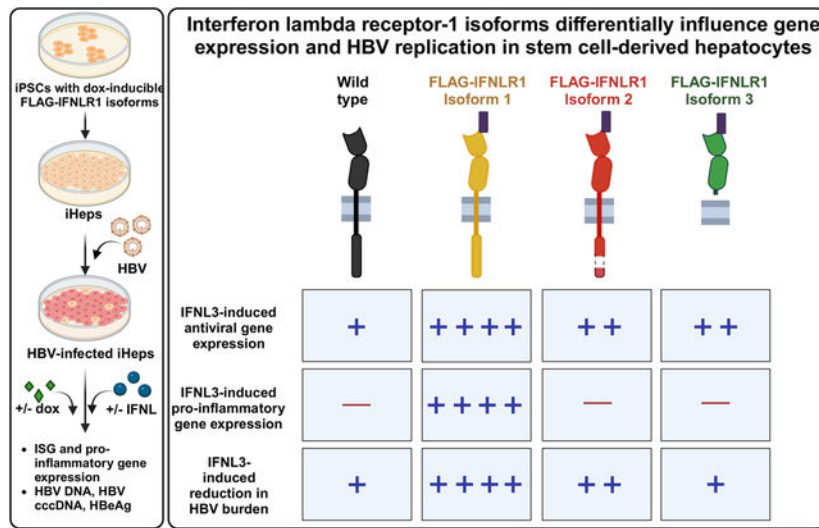 iPSCs with dox-inducible
FLAG-IFNLR1 isoforms
iHeps
HBV
HBV-infected iHeps
+/- dox
+/- IFNL
• ISG and pro-
inflammatory gene
expression
• HBV DNA, HBV
cccDNA, HBeAg
Interferon lambda receptor-1 isoforms differentially influence gene
expression and HBV replication in stem cell-derived hepatocytes
Wild
type
FLAG-IFNLR1
Isoform 1
FLAG-IFNLR1
Isoform 2
FLAG-IFNLR1
Isoform 3
IFNL3-induced
antiviral gene
expression
+
++++
++
++
IFNL3-induced
pro-inflammatory
gene expression
—
++++
—
—
IFNL3-
induced
reduction in
HBV burden
+
++++
++
+